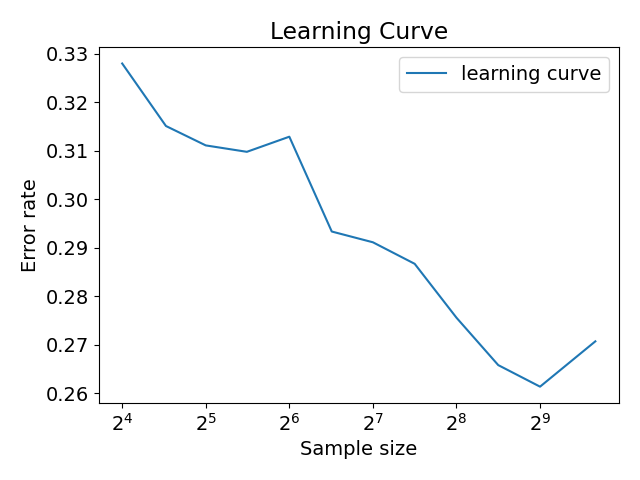 Learning Curve
learning curve
Error rate
0.33
0.32
0.31
0.30
0.29
0.28
0.27
0.26
2⁴ 2⁵ 2⁶ 2⁷ 2⁸ 2⁹
Sample size